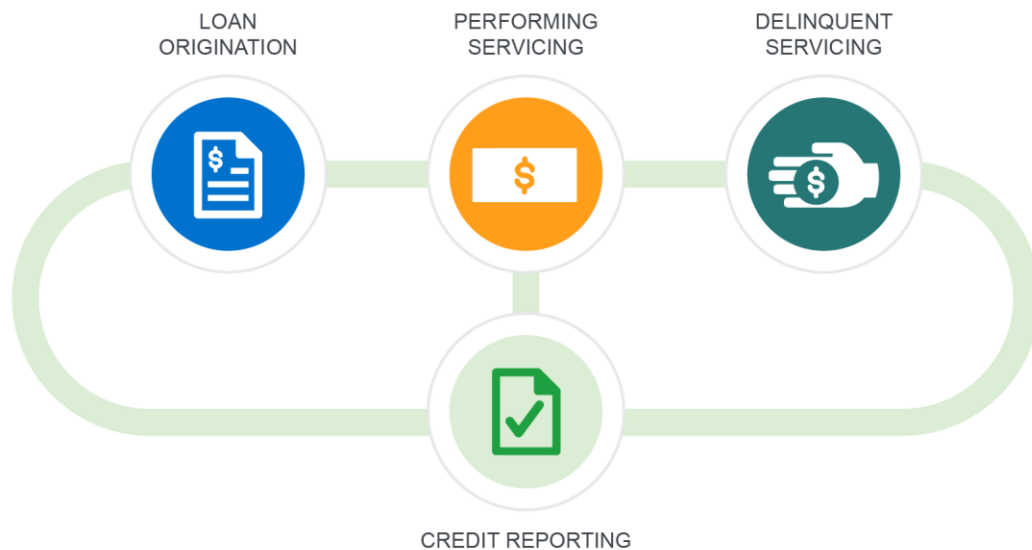 LOAN
ORIGINATION
PERFORMING
SERVICING
DELINQUENT
SERVICING
$
$
$
CREDIT REPORTING